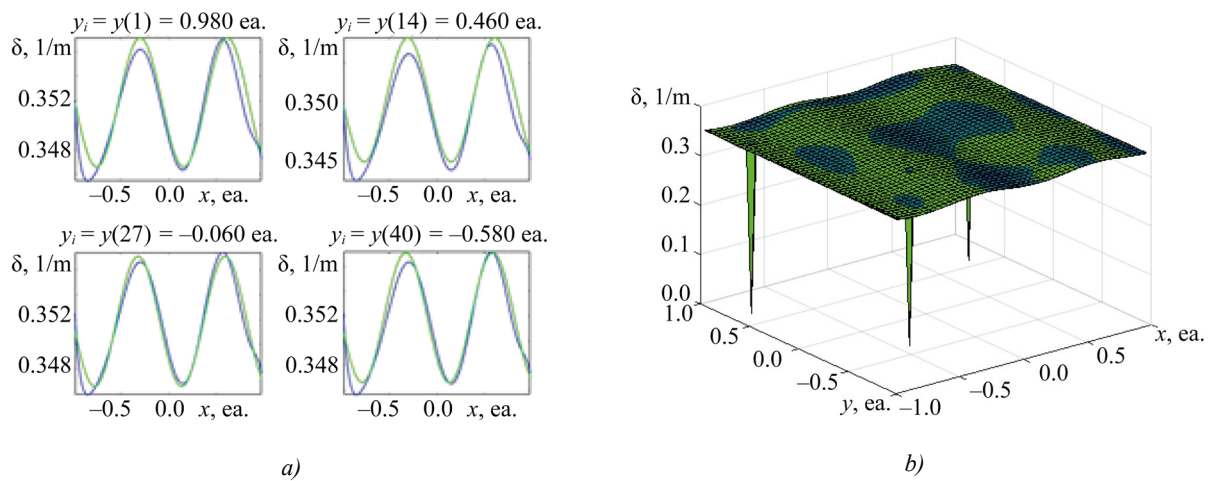 yᵢ = y(1) = 0.980 ea.
δ, 1/m
0.352
0.348
–0.5 0.0 x, ea.
yᵢ = y(14) = 0.460 ea.
δ, 1/m
0.350
0.345
–0.5 0.0 x, ea.
yᵢ = y(27) = –0.060 ea.
δ, 1/m
0.352
0.348
–0.5 0.0 x, ea.
yᵢ = y(40) = –0.580 ea.
δ, 1/m
0.352
0.348
–0.5 0.0 x, ea.
a)
δ, 1/m
0.3
0.2
0.1
0.0
1.0
0.5
0.0
–0.5
y, ea.
–1.0
–0.5
0.0
0.5
x, ea.
b)